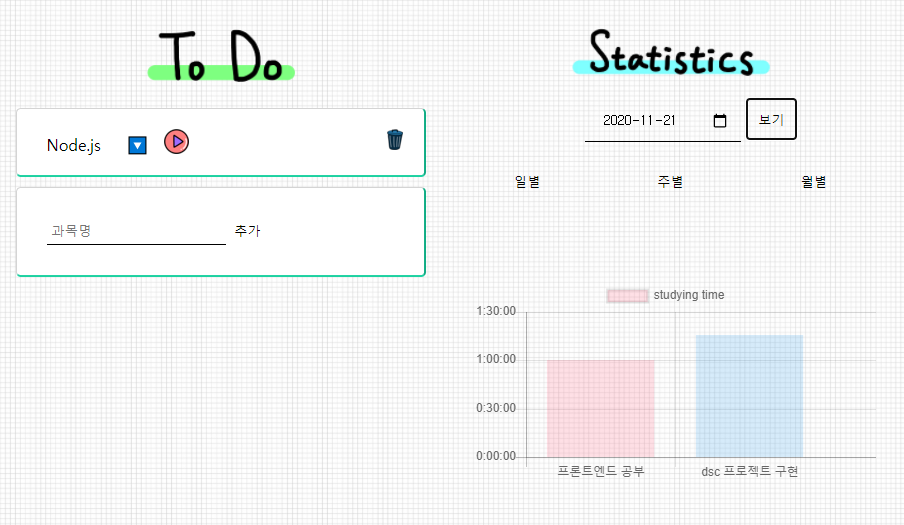 To Do
Node.js
과목명 추가
Statistics
2020-11-21 보기
일별 주별 월별
studying time
1:30:00
1:00:00
0:30:00
0:00:00
프론트엔드 공부 dsc 프로젝트 구현